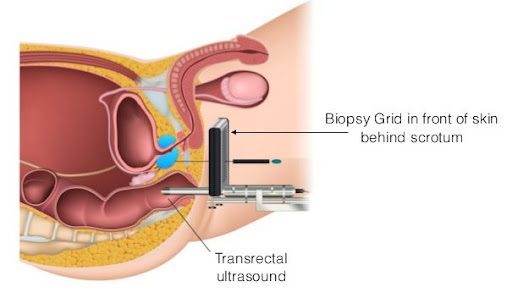 Biopsy Grid in front of skin
behind scrotum
Transrectal
ultrasound